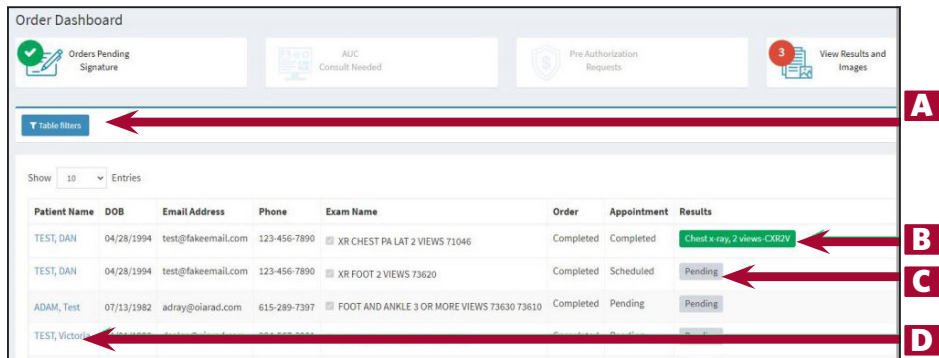 Order Dashboard
Orders Pending
Signature
AUC
Consult Needed
Pre Authorization
Requests
3
View Results and
Images
A
Table filters
Show 10 Entries
Patient Name DOB Email Address Phone Exam Name Order Appointment Results
TEST, DAN 04/28/1994 test@fakeemail.com 123-456-7890 XR CHEST PA LAT 2 VIEWS 71046 Completed Completed Chest x-ray, 2 views-CXR2V
B
TEST, DAN 04/28/1994 test@fakeemail.com 123-456-7890 XR FOOT 2 VIEWS 73620 Completed Scheduled Pending
C
ADAM, Test 07/13/1982 adray@oiarad.com 615-289-7397 FOOT AND ANKLE 3 OR MORE VIEWS 73630 73610 Completed Pending Pending
TEST, Victoria
D